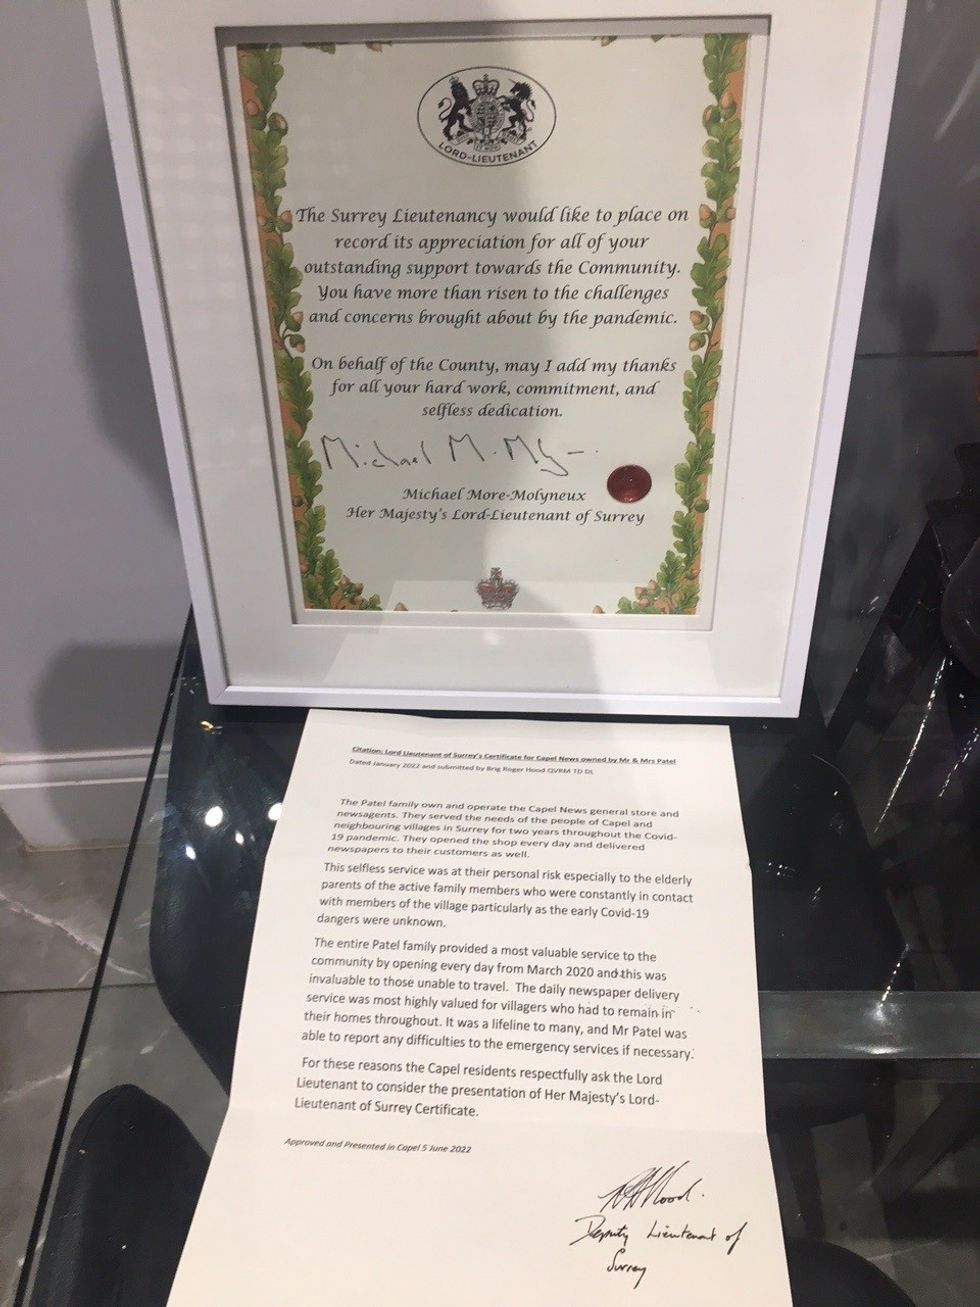 LORD-LIEUTENANT
The Surrey Lieutenancy would like to place on
record its appreciation for all of your
outstanding support towards the Community.
You have more than risen to the challenges
and concerns brought about by the pandemic.
On behalf of the County, may I add my thanks
for all your hard work, commitment, and
selfless dedication.
Michael M. M
Michael More-Molyneux
Her Majesty's Lord-Lieutenant of Surrey
Citation: Lord Lieutenant of Surrey's Certificate for Capel News owned by Mr & Mrs Patel
Dated January 2022 and submitted by Brig Roger Hood QVRM TD DL
The Patel family own and operate the Capel News general store and
newsagents. They served the needs of the people of Capel and
neighbouring villages in Surrey for two years throughout the Covid-
19 pandemic. They opened the shop every day and delivered
newspapers to their customers as well.
This selfless service was at their personal risk especially to the elderly
parents of the active family members who were constantly in contact
with members of the village particularly as the early Covid-19
dangers were unknown.
The entire Patel family provided a most valuable service to the
community by opening every day from March 2020 and this was
invaluable to those unable to travel. The daily newspaper delivery
service was most highly valued for villagers who had to remain in
their homes throughout. It was a lifeline to many, and Mr Patel was
able to report any difficulties to the emergency services if necessary.
For these reasons the Capel residents respectfully ask the Lord
Lieutenant to consider the presentation of Her Majesty's Lord-
Lieutenant of Surrey Certificate.
Approved and Presented in Capel 5 June 2022
Hood.
Deputy Lieutenant of
Surrey